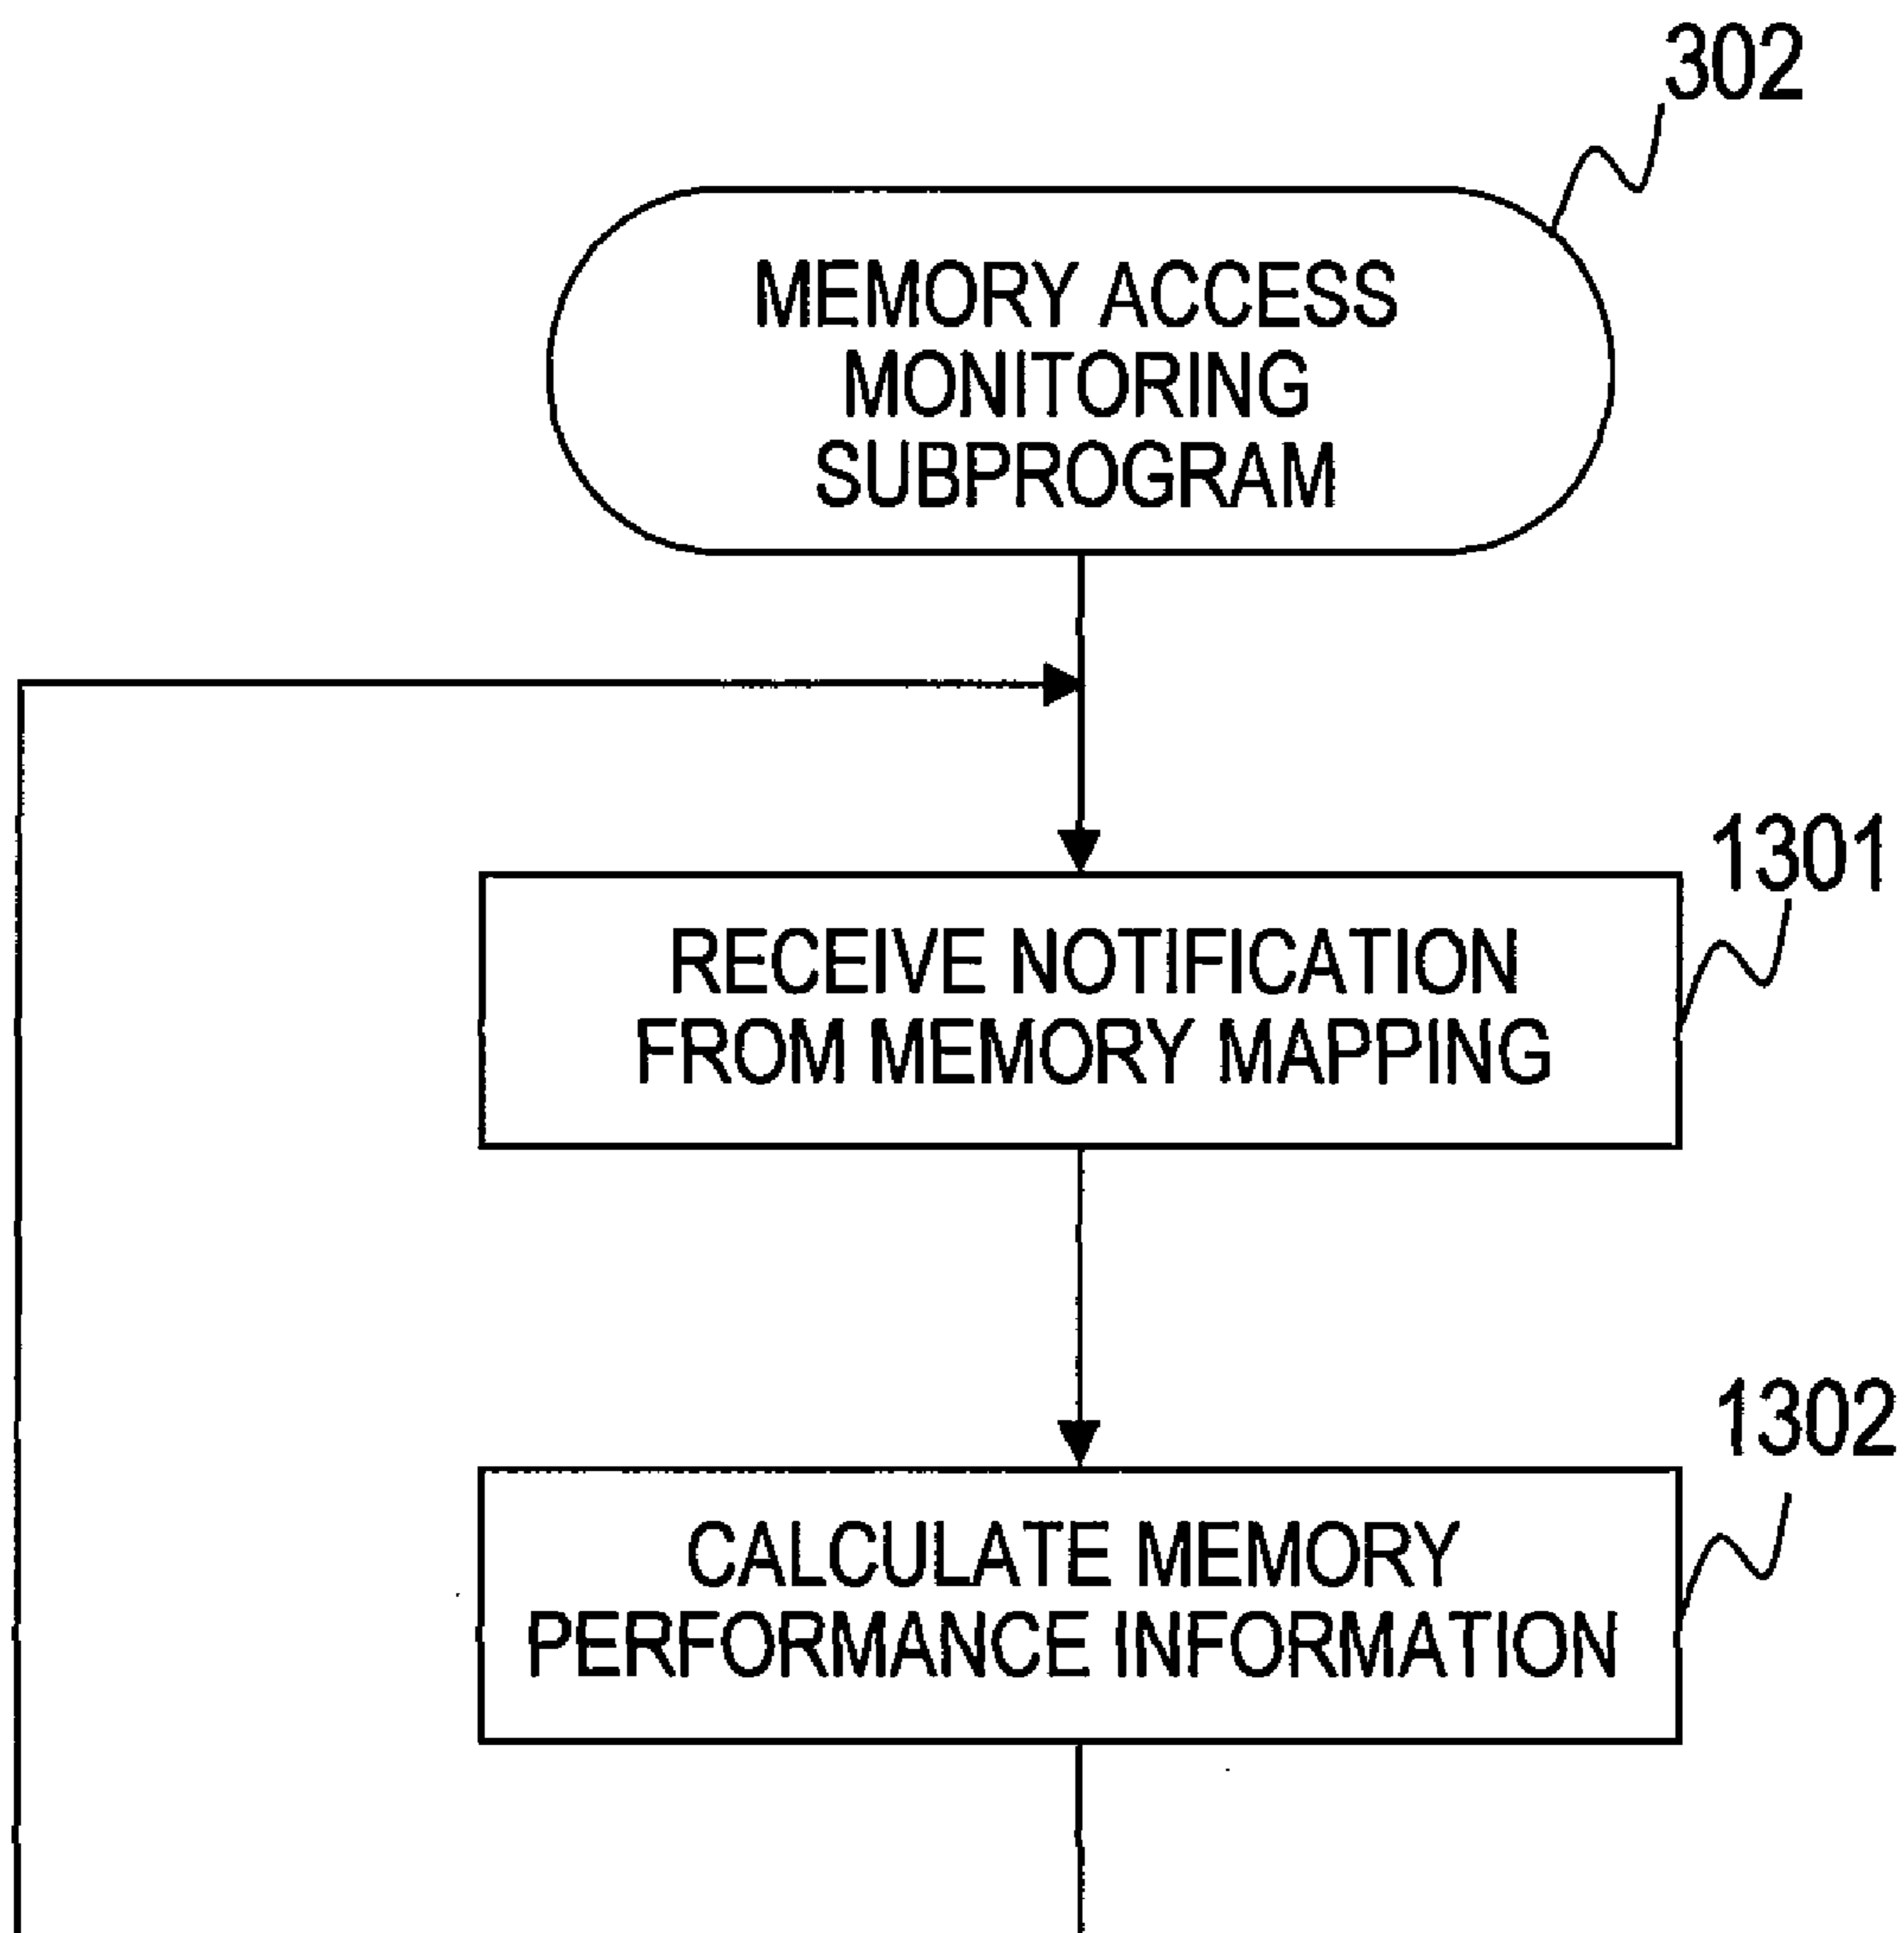 302
MEMORY ACCESS
MONITORING
SUBPROGRAM
1301
RECEIVE NOTIFICATION
FROM MEMORY MAPPING
1302
CALCULATE MEMORY
PERFORMANCE INFORMATION